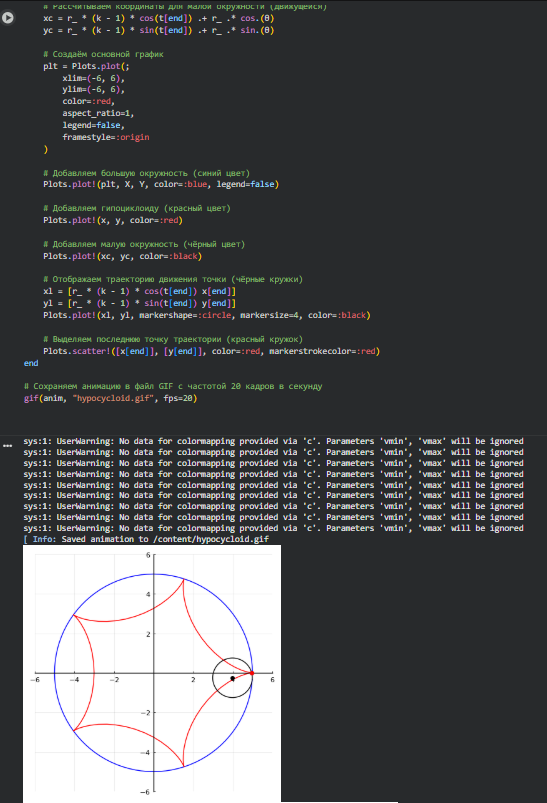 # Рассчитываем координаты для малой окружности (движущейся)
xc = r_ * (k - 1) * cos(t[end]) .+ r_ .* cos.(θ)
yc = r_ * (k - 1) * sin(t[end]) .+ r_ .* sin.(θ)
# Создаём основной график
plt = Plots.plot(;
xlim=(-6, 6),
ylim=(-6, 6),
color=:red,
aspect_ratio=1,
legend=false,
framestyle=:origin
)
# Добавляем большую окружность (синий цвет)
Plots.plot!(plt, X, Y, color=:blue, legend=false)
# Добавляем гипоциклоиду (красный цвет)
Plots.plot!(x, y, color=:red)
# Добавляем малую окружность (чёрный цвет)
Plots.plot!(xc, yc, color=:black)
# Отображаем траекторию движения точки (чёрные кружки)
xl = [r_ * (k - 1) * cos(t[end]) x[end]]
yl = [r_ * (k - 1) * sin(t[end]) y[end]]
Plots.plot!(xl, yl, markershape=:circle, markersize=4, color=:black)
# Выделяем последнюю точку траектории (красный кружок)
Plots.scatter!([x[end]], [y[end]], color=:red, markerstrokecolor=:red)
end
# Сохраняем анимацию в файл GIF с частотой 20 кадров в секунду
gif(anim, "hypocycloid.gif", fps=20)
sys:1: UserWarning: No data for colormapping provided via 'c'. Parameters 'vmin', 'vmax' will be ignored
sys:1: UserWarning: No data for colormapping provided via 'c'. Parameters 'vmin', 'vmax' will be ignored
sys:1: UserWarning: No data for colormapping provided via 'c'. Parameters 'vmin', 'vmax' will be ignored
sys:1: UserWarning: No data for colormapping provided via 'c'. Parameters 'vmin', 'vmax' will be ignored
sys:1: UserWarning: No data for colormapping provided via 'c'. Parameters 'vmin', 'vmax' will be ignored
sys:1: UserWarning: No data for colormapping provided via 'c'. Parameters 'vmin', 'vmax' will be ignored
sys:1: UserWarning: No data for colormapping provided via 'c'. Parameters 'vmin', 'vmax' will be ignored
sys:1: UserWarning: No data for colormapping provided via 'c'. Parameters 'vmin', 'vmax' will be ignored
sys:1: UserWarning: No data for colormapping provided via 'c'. Parameters 'vmin', 'vmax' will be ignored
[ Info: Saved animation to /content/hypocycloid.gif
6
4
2
−6 −4 −2 2 4 6
−2
−4
−6